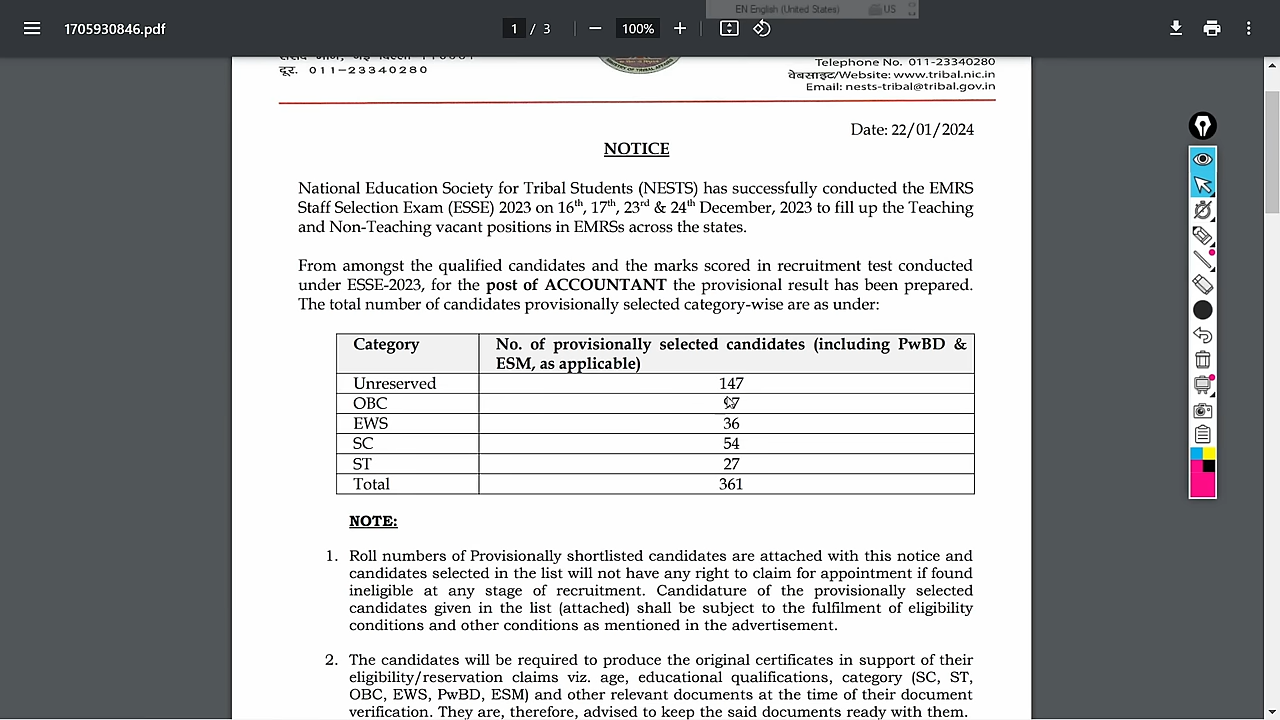 EN English (United States) US
1705930846.pdf
1 / 3
100%
दूर. 011-23340280
Telephone No. 011-23340280
वेबसाइट/Website: www.tribal.nic.in
Email: nests-tribal@tribal.gov.in
Date: 22/01/2024
NOTICE
National Education Society for Tribal Students (NESTS) has successfully conducted the EMRS
Staff Selection Exam (ESSE) 2023 on 16th, 17th, 23rd & 24th December, 2023 to fill up the Teaching
and Non-Teaching vacant positions in EMRSs across the states.
From amongst the qualified candidates and the marks scored in recruitment test conducted
under ESSE-2023, for the post of ACCOUNTANT the provisional result has been prepared.
The total number of candidates provisionally selected category-wise are as under:
Category No. of provisionally selected candidates (including PwBD &
ESM, as applicable)
Unreserved 147
OBC
EWS 36
SC 54
ST 27
Total 361
NOTE:
1. Roll numbers of Provisionally shortlisted candidates are attached with this notice and
candidates selected in the list will not have any right to claim for appointment if found
ineligible at any stage of recruitment. Candidature of the provisionally selected
candidates given in the list (attached) shall be subject to the fulfilment of eligibility
conditions and other conditions as mentioned in the advertisement.
2. The candidates will be required to produce the original certificates in support of their
eligibility/reservation claims viz. age, educational qualifications, category (SC, ST,
OBC, EWS, PwBD, ESM) and other relevant documents at the time of their document
verification. They are, therefore, advised to keep the said documents ready with them.